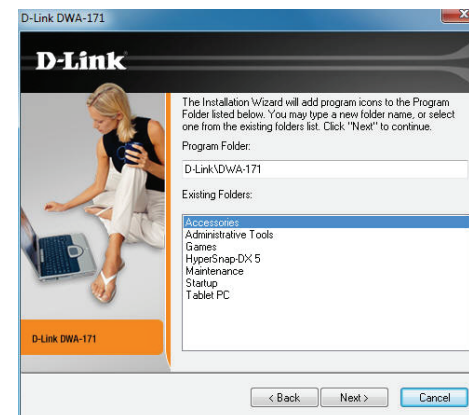 D-Link DWA-171
D-Link
The Installation Wizard will add program icons to the Program
Folder listed below. You may type a new folder name, or select
one from the existing folders list. Click "Next" to continue.
Program Folder:
D-Link\DWA-171
Existing Folders:
Accessories
Administrative Tools
Games
HyperSnap-DX 5
Maintenance
Startup
Tablet PC
D-Link DWA-171
< Back
Next >
Cancel